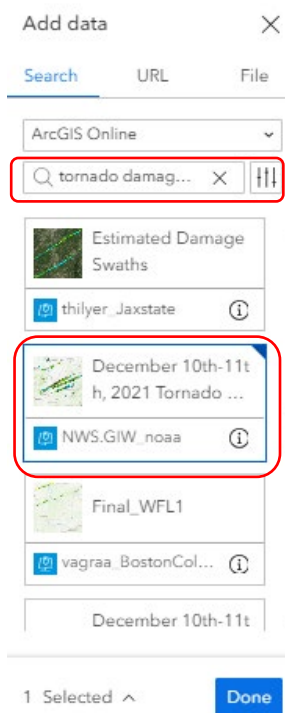 Add data
Search URL File
ArcGIS Online
tornado damag...
Estimated Damage
Swaths
thilyer_Jaxstate
December 10th-11t
h, 2021 Tornado ...
NWS.GIW_noaa
Final_WFL1
vagraa_BostonCol...
December 10th-11t
1 Selected
Done